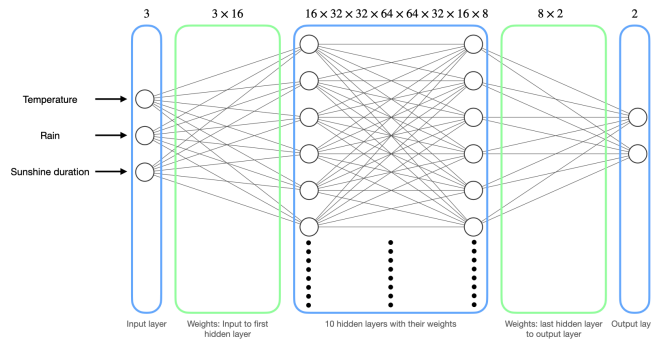 3
3 × 16
16 × 32 × 32 × 64 × 64 × 32 × 16 × 8
8 × 2
2
Temperature
Rain
Sunshine duration
Input layer
Weights: Input to first
hidden layer
10 hidden layers with their weights
Weights: last hidden layer
to output layer
Output lay